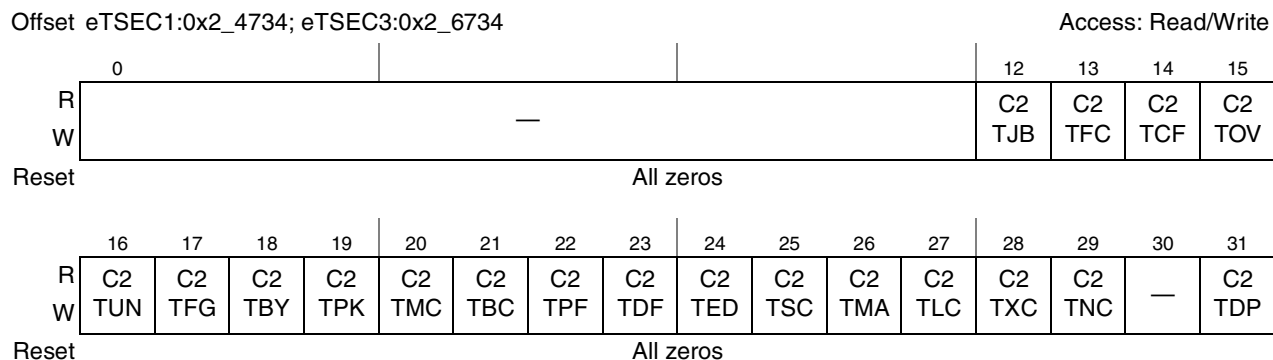 Offset eTSEC1:0x2_4734; eTSEC3:0x2_6734 Access: Read/Write
0 12 13 14 15
R — C2 C2 C2 C2
W TJB TFC TCF TOV
Reset All zeros
16 17 18 19 20 21 22 23 24 25 26 27 28 29 30 31
R C2 C2 C2 C2 C2 C2 C2 C2 C2 C2 C2 C2 C2 C2 — C2
W TUN TFG TBY TPK TMC TBC TPF TDF TED TSC TMA TLC TXC TNC TDP
Reset All zeros